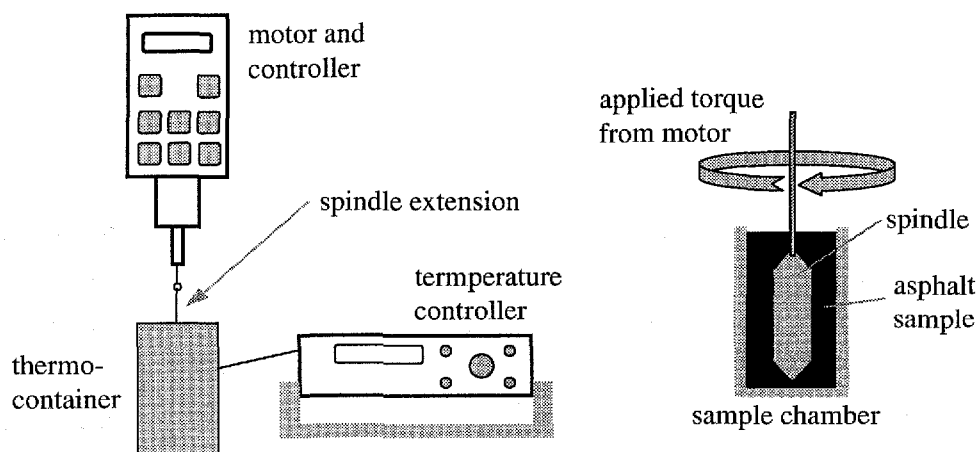 motor and
controller
spindle extension
termperature
controller
thermo-
container
applied torque
from motor
spindle
asphalt
sample
sample chamber